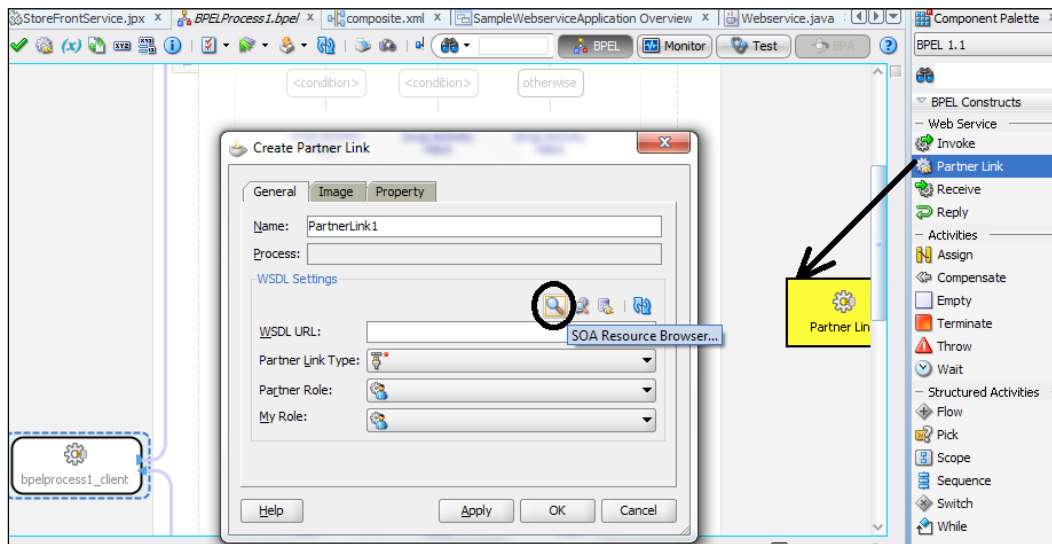 StoreFrontService.jpx
BPELProcess1.bpel
composite.xml
SampleWebserviceApplication Overview
Webservice.java
Component Palette
BPEL
Monitor
Test
BPA
BPEL 1.1
<condition>
<condition>
otherwise
BPEL Constructs
Web Service
Invoke
Partner Link
Receive
Reply
Activities
Assign
Compensate
Empty
Terminate
Throw
Wait
Structured Activities
Flow
Pick
Scope
Sequence
Switch
While
Create Partner Link
General Image Property
Name: PartnerLink1
Process:
WSDL Settings
WSDL URL:
SOA Resource Browser...
Partner Link Type:
Partner Role:
My Role:
Help Apply OK Cancel
Partner Lin
bpelprocess1_client